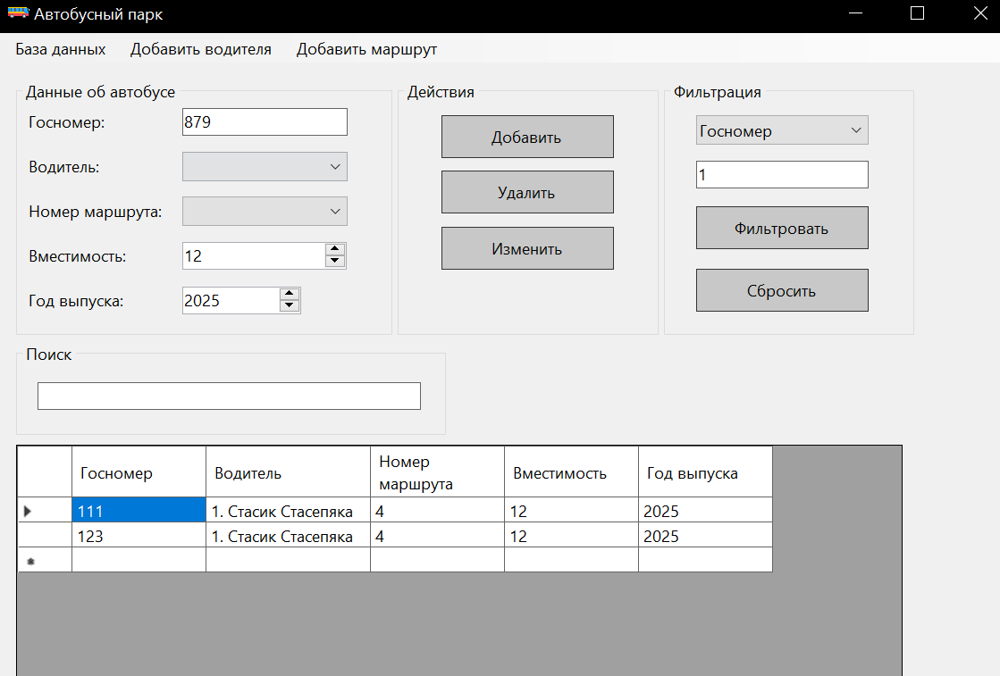 Автобусный парк
База данных Добавить водителя Добавить маршрут
Данные об автобусе
Госномер: 879
Водитель:
Номер маршрута:
Вместимость: 12
Год выпуска: 2025
Действия
Добавить
Удалить
Изменить
Фильтрация
Госномер
1
Фильтровать
Сбросить
Поиск
Госномер Водитель Номер маршрута Вместимость Год выпуска
111 1. Стасик Стасепяка 4 12 2025
123 1. Стасик Стасепяка 4 12 2025